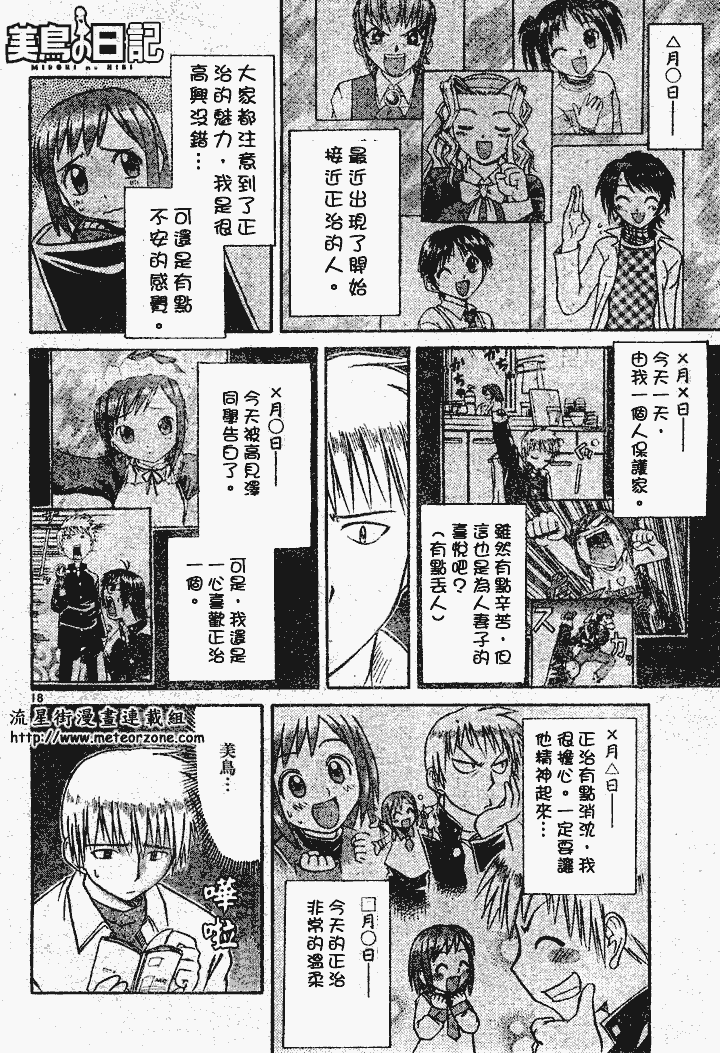 美鳥の日記
MIDORI NO HIBI
△月○日——
最近出現了開始
接近正治的人。
大家都注意到了正
治的魅力，我是很
高興沒錯…
可還是有點
不安的感覺。
×月×日——
今天一天，
由我一個人保護家。
雖然有點辛苦，但
這也是為人妻子的
喜悅吧？
（有點丟人）
スカ
×月○日——
今天被高見澤
同學告白了。
可是，我還是
一心喜歡正治
一個。
18
×月△日——
正治有點消沈，我
很擔心。一定要讓
他精神起來…
□月○日——
今天的正治
非常的溫柔
美鳥…
嘩啦
流星街漫畫連載組
http://www.meteorzone.com/